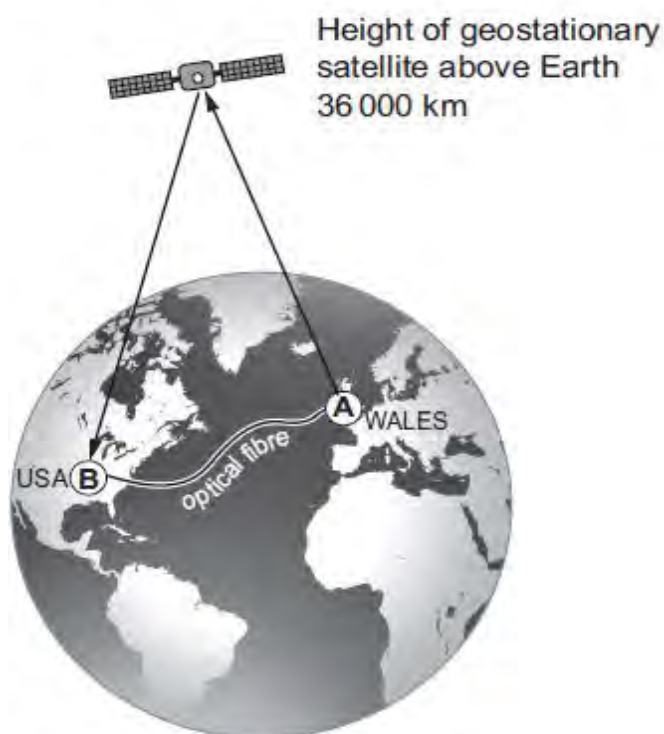 Height of geostationary
satellite above Earth
36 000 km
A
WALES
optical fibre
USA
B